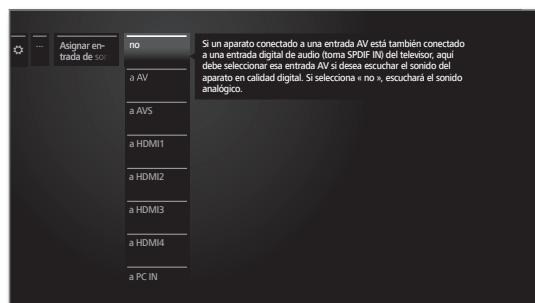 ...
Asignar en-
trada de son
no
Si un aparato conectado a una entrada AV está también conectado
a una entrada digital de audio (toma SPDIF IN) del televisor, aquí
debe seleccionar esa entrada AV si desea escuchar el sonido del
aparato en calidad digital. Si selecciona « no », escuchará el sonido
analógico.
a AV
a AVS
a HDMI1
a HDMI2
a HDMI3
a HDMI4
a PC IN